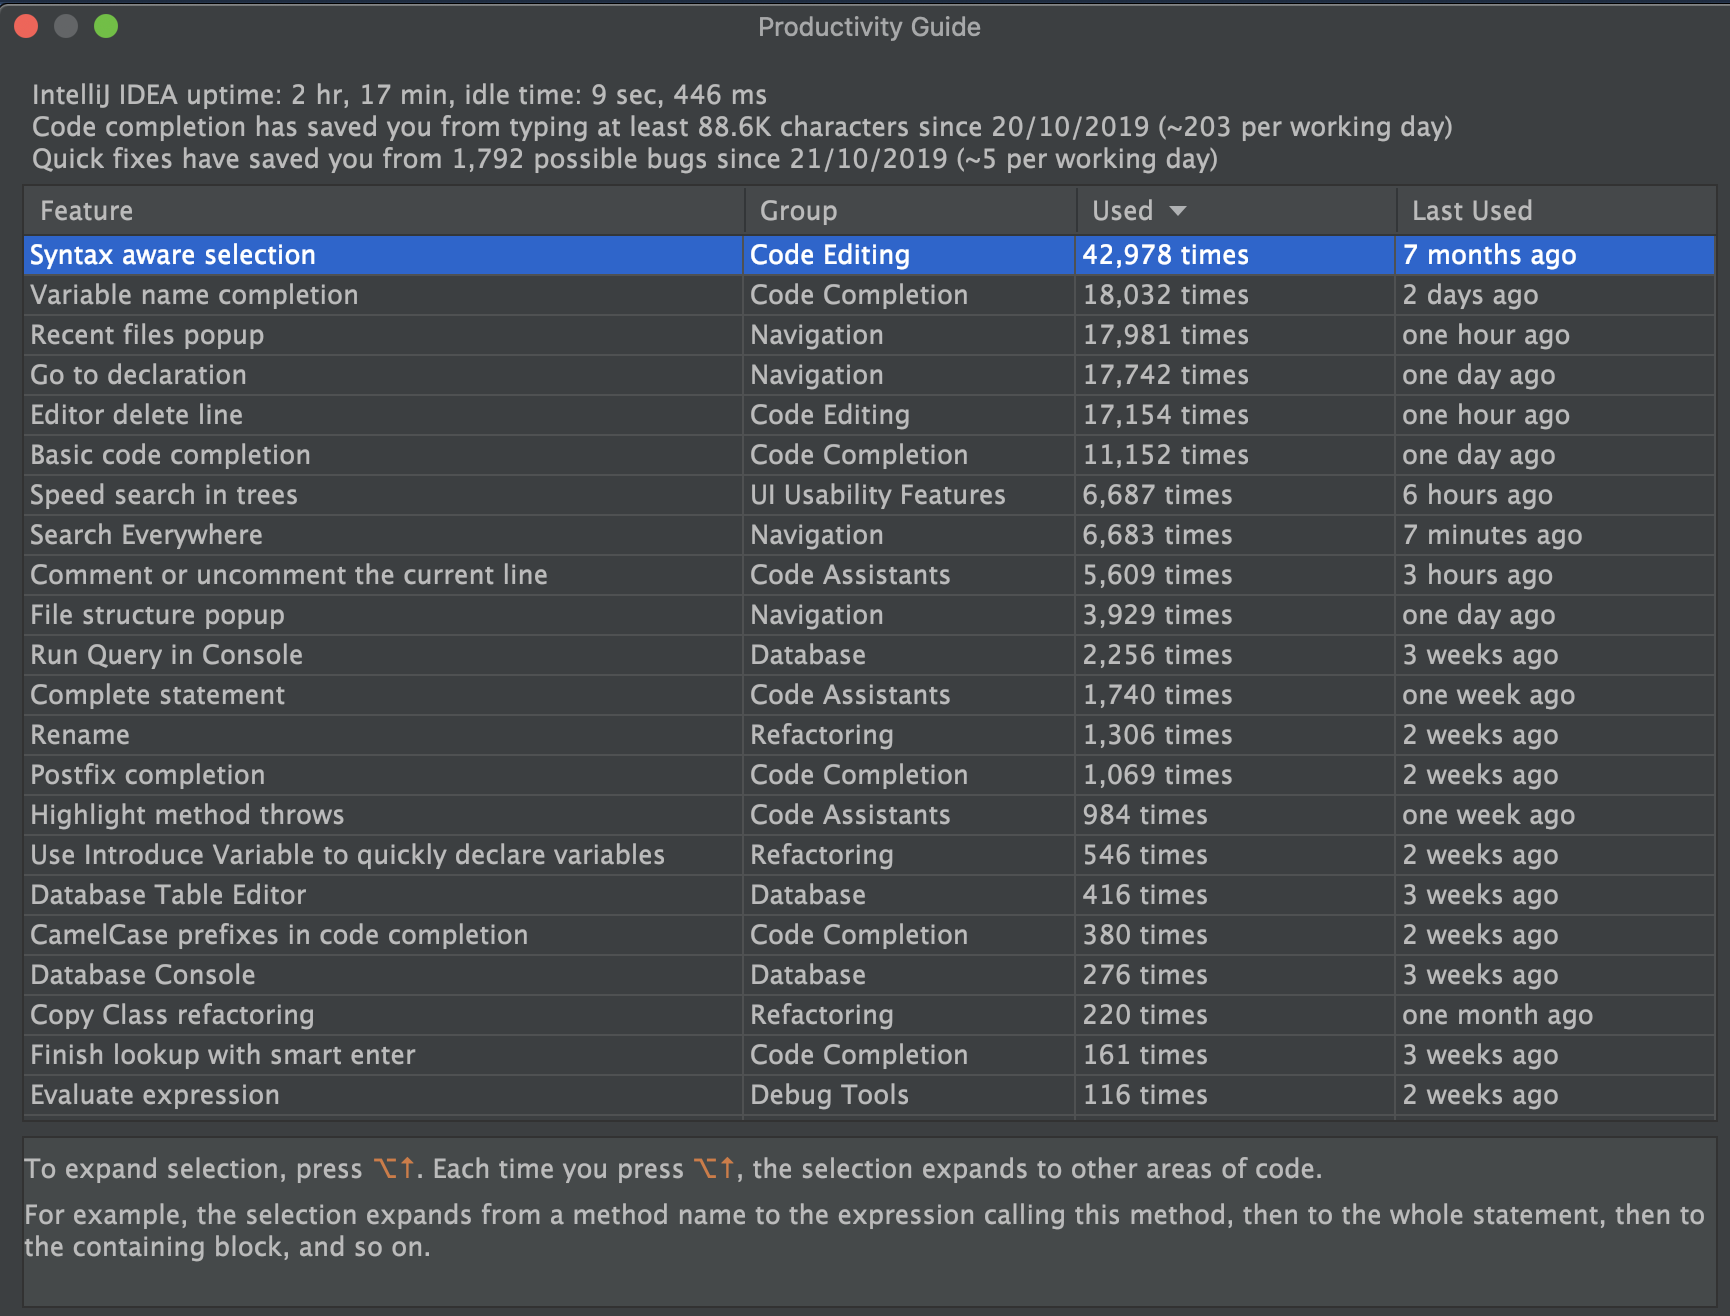 Productivity Guide
IntelliJ IDEA uptime: 2 hr, 17 min, idle time: 9 sec, 446 ms
Code completion has saved you from typing at least 88.6K characters since 20/10/2019 (~203 per working day)
Quick fixes have saved you from 1,792 possible bugs since 21/10/2019 (~5 per working day)
Feature Group Used Last Used
Syntax aware selection Code Editing 42,978 times 7 months ago
Variable name completion Code Completion 18,032 times 2 days ago
Recent files popup Navigation 17,981 times one hour ago
Go to declaration Navigation 17,742 times one day ago
Editor delete line Code Editing 17,154 times one hour ago
Basic code completion Code Completion 11,152 times one day ago
Speed search in trees UI Usability Features 6,687 times 6 hours ago
Search Everywhere Navigation 6,683 times 7 minutes ago
Comment or uncomment the current line Code Assistants 5,609 times 3 hours ago
File structure popup Navigation 3,929 times one day ago
Run Query in Console Database 2,256 times 3 weeks ago
Complete statement Code Assistants 1,740 times one week ago
Rename Refactoring 1,306 times 2 weeks ago
Postfix completion Code Completion 1,069 times 2 weeks ago
Highlight method throws Code Assistants 984 times one week ago
Use Introduce Variable to quickly declare variables Refactoring 546 times 2 weeks ago
Database Table Editor Database 416 times 3 weeks ago
CamelCase prefixes in code completion Code Completion 380 times 2 weeks ago
Database Console Database 276 times 3 weeks ago
Copy Class refactoring Refactoring 220 times one month ago
Finish lookup with smart enter Code Completion 161 times 3 weeks ago
Evaluate expression Debug Tools 116 times 2 weeks ago
To expand selection, press ⌥↑. Each time you press ⌥↑, the selection expands to other areas of code.
For example, the selection expands from a method name to the expression calling this method, then to the whole statement, then to
the containing block, and so on.